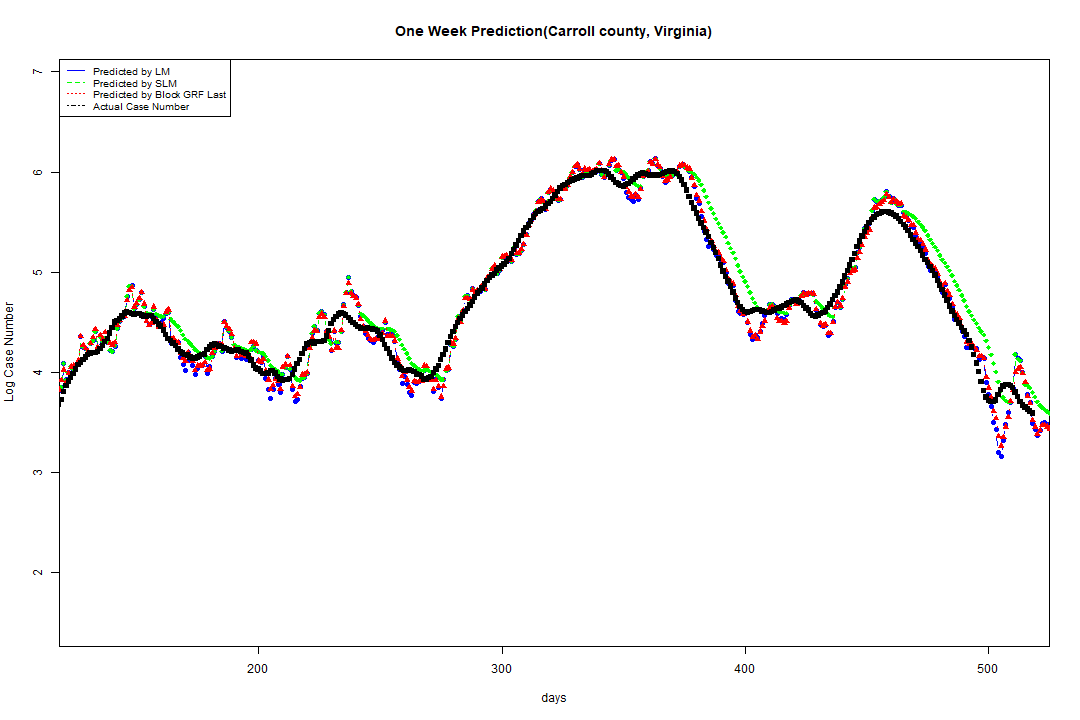 One Week Prediction(Carroll county, Virginia)
Predicted by LM
Predicted by SLM
Predicted by Block GRF Last
Actual Case Number
7
6
5
4
3
2
Log Case Number
200
300
400
500
days